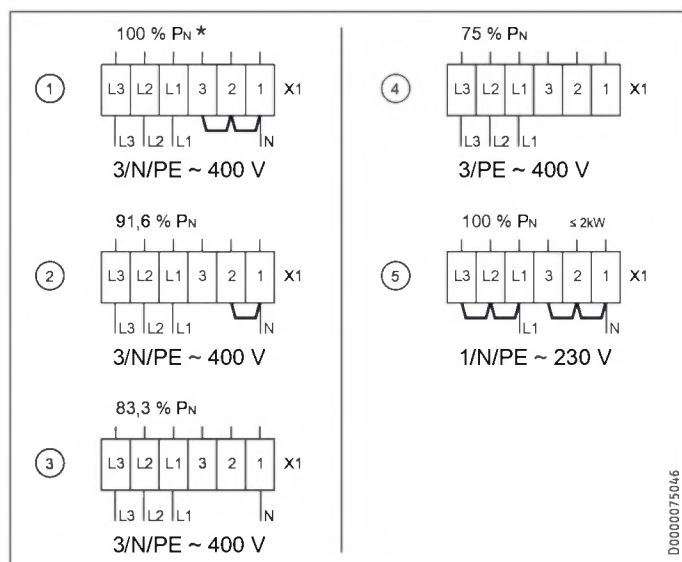 100 % PN *
1
L3 L2 L1 3 2 1 X1
L3 L2 L1 N
3/N/PE ~ 400 V
91,6 % PN
2
L3 L2 L1 3 2 1 X1
L3 L2 L1 N
3/N/PE ~ 400 V
83,3 % PN
3
L3 L2 L1 3 2 1 X1
L3 L2 L1 N
3/N/PE ~ 400 V
75 % PN
4
L3 L2 L1 3 2 1 X1
L3 L2 L1
3/PE ~ 400 V
100 % PN ≤ 2kW
5
L3 L2 L1 3 2 1 X1
L1 N
1/N/PE ~ 230 V
D0000075046